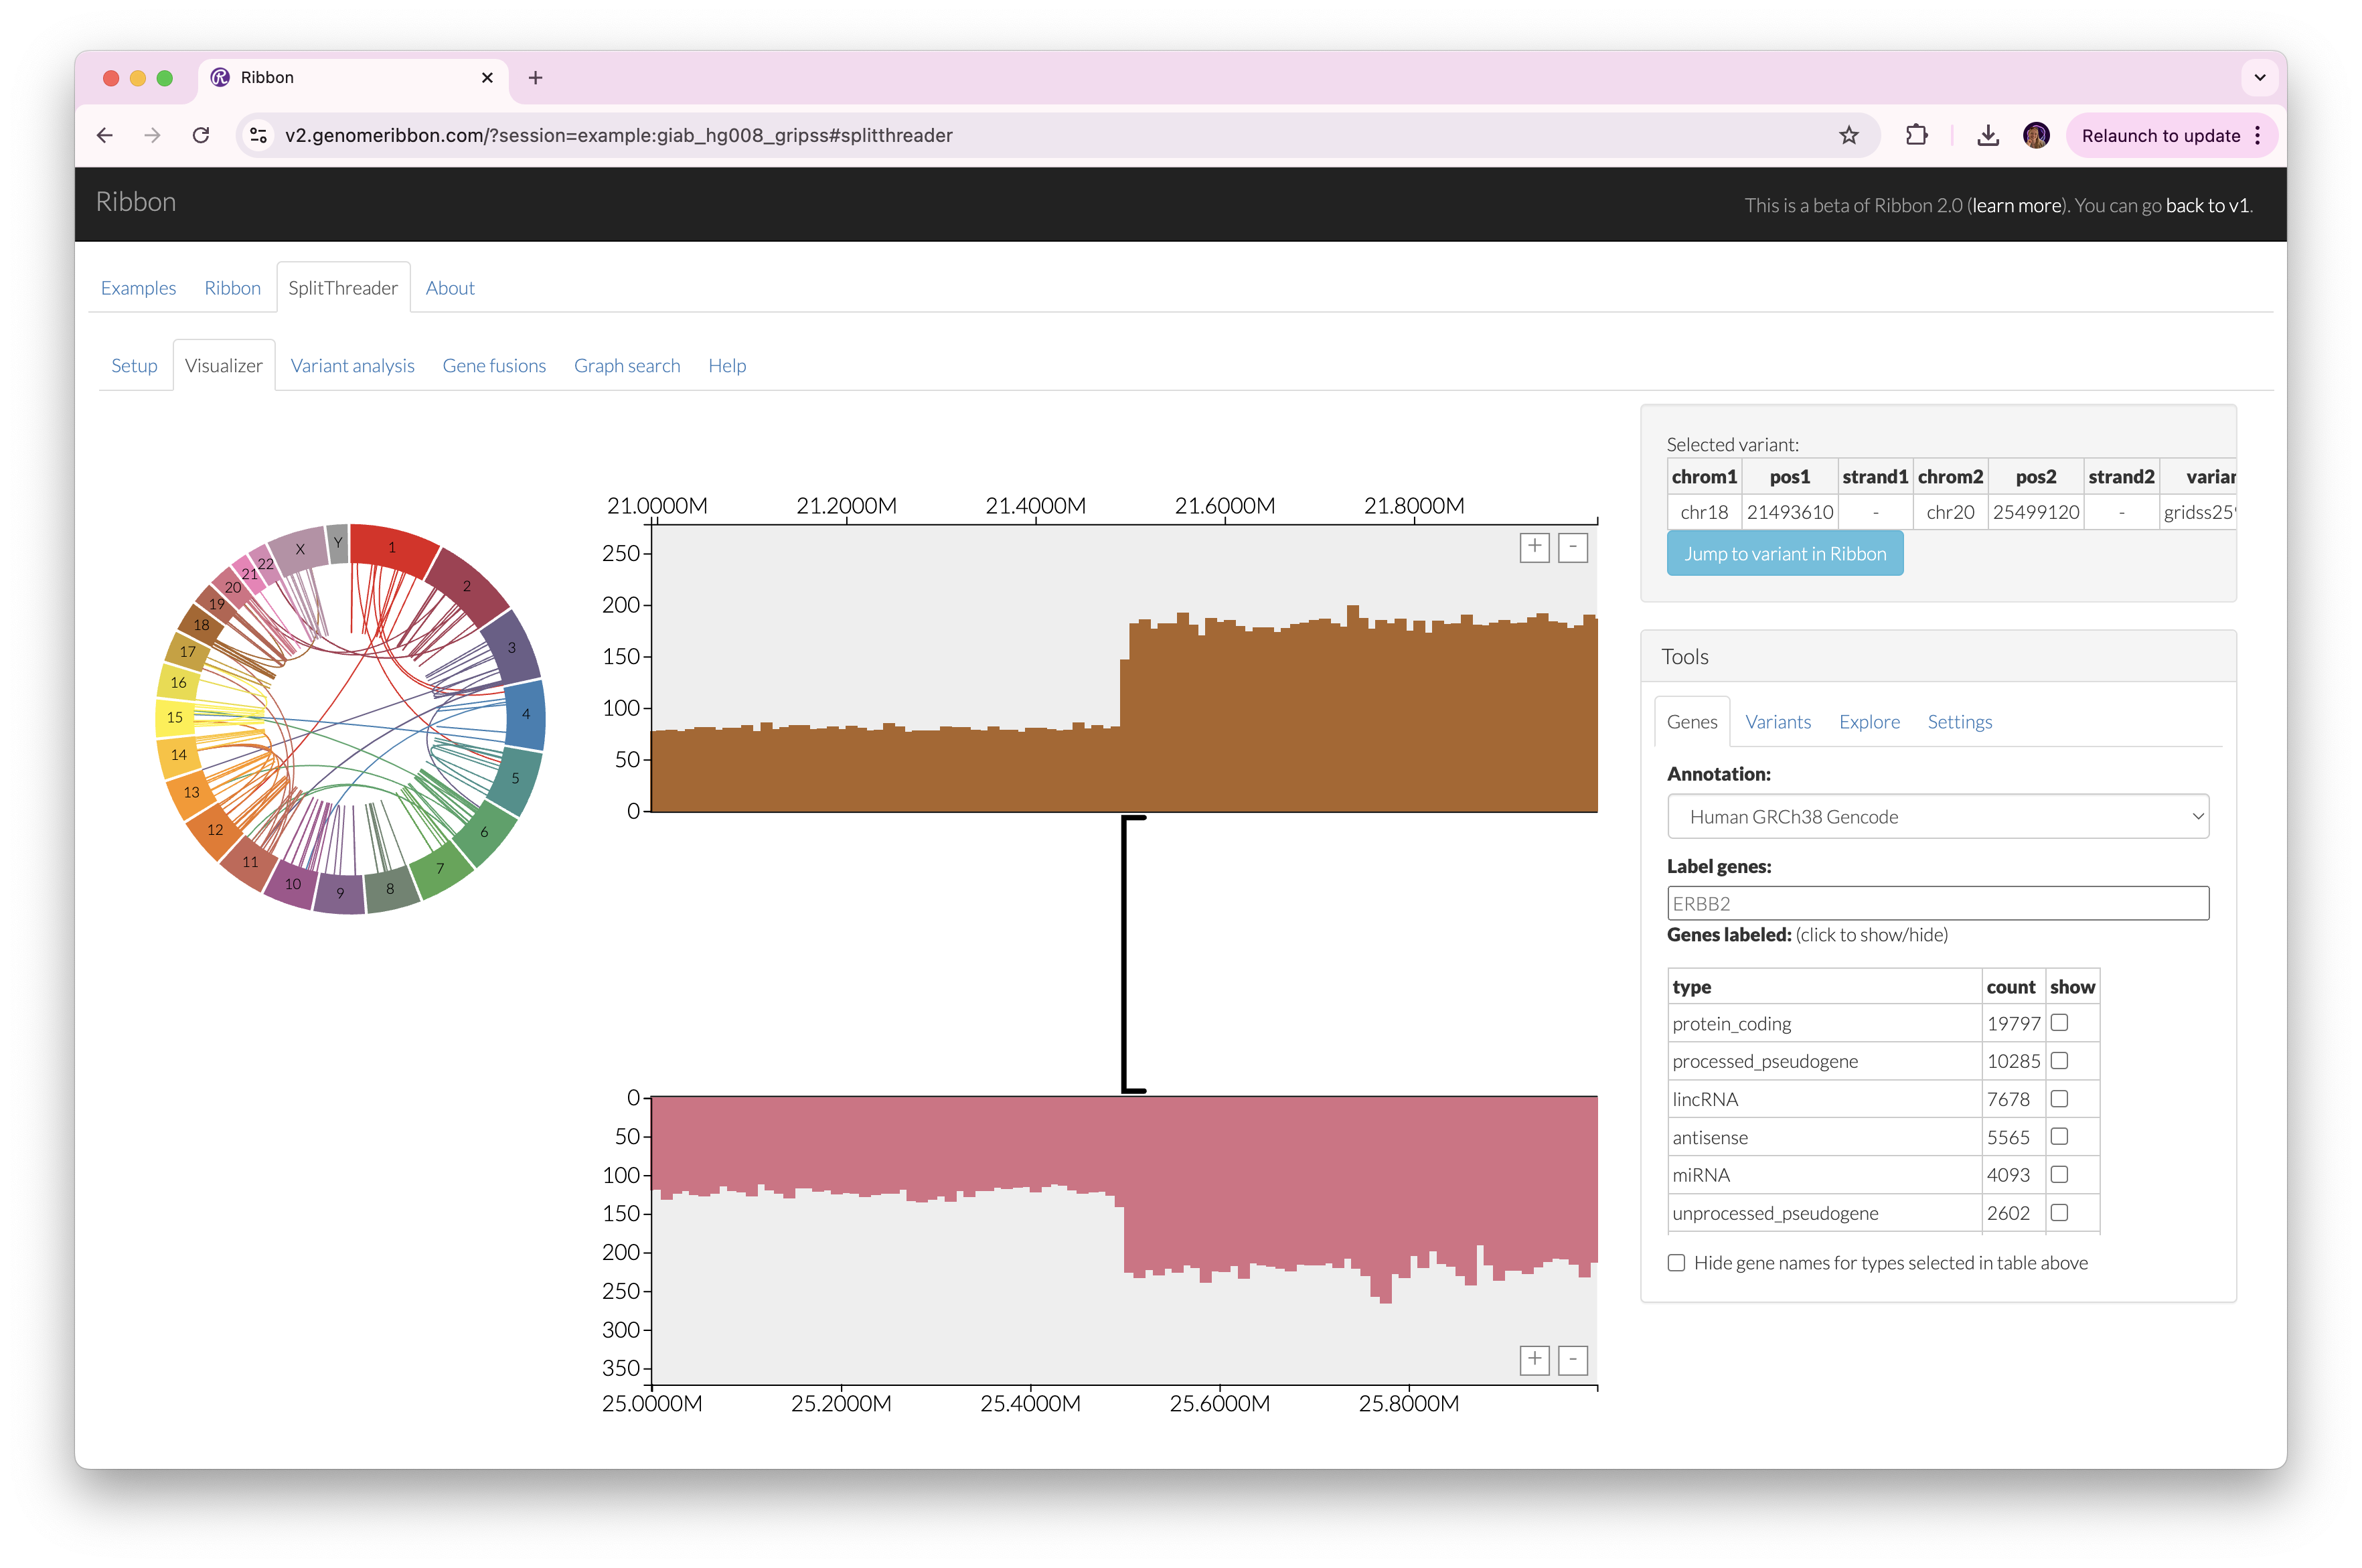 Ribbon
v2.genomeribbon.com/?session=example:giab_hg008_gripss#splitthreader
Relaunch to update
Ribbon
This is a beta of Ribbon 2.0 (learn more). You can go back to v1.
Examples Ribbon SplitThreader About
Setup Visualizer Variant analysis Gene fusions Graph search Help
1
2
3
4
5
6
7
8
9
10
11
12
13
14
15
16
17
18
19
20
21
22
X
Y
21.0000M 21.2000M 21.4000M 21.6000M 21.8000M
250
200
150
100
50
0
+ -
0
50
100
150
200
250
300
350
+ -
25.0000M 25.2000M 25.4000M 25.6000M 25.8000M
Selected variant:
chrom1 pos1 strand1 chrom2 pos2 strand2
chr18 21493610 - chr20 25499120 -
Jump to variant in Ribbon
Tools
Genes Variants Explore Settings
Annotation:
Human GRCh38 Gencode
Label genes:
ERBB2
Genes labeled: (click to show/hide)
type count show
protein_coding 19797
processed_pseudogene 10285
lincRNA 7678
antisense 5565
miRNA 4093
unprocessed_pseudogene 2602
Hide gene names for types selected in table above